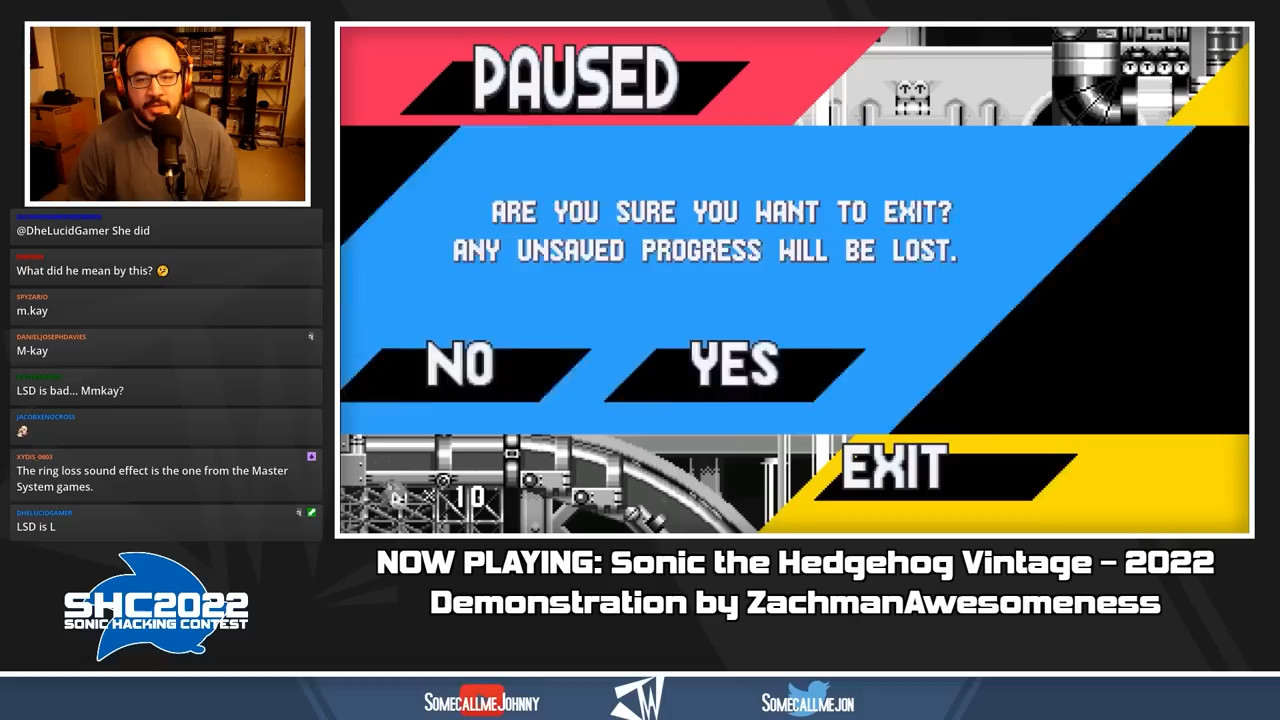 PAUSED
ARE YOU SURE YOU WANT TO EXIT?
ANY UNSAVED PROGRESS WILL BE LOST.
NO
YES
EXIT
10
@DheLucidGamer She did
What did he mean by this?
SPYZARIO
m.kay
DANIELJOSEPHDAVIES
M-kay
LSD is bad... Mmkay?
JACOBXENOCROSS
XYDIS_0603
The ring loss sound effect is the one from the Master
System games.
DHELUCIDGAMER
LSD is L
SHC2022
SONIC HACKING CONTEST
NOW PLAYING: Sonic the Hedgehog Vintage – 2022
Demonstration by ZachmanAwesomeness
SOMECALLMEJOHNNY
SOMECALLMEJON